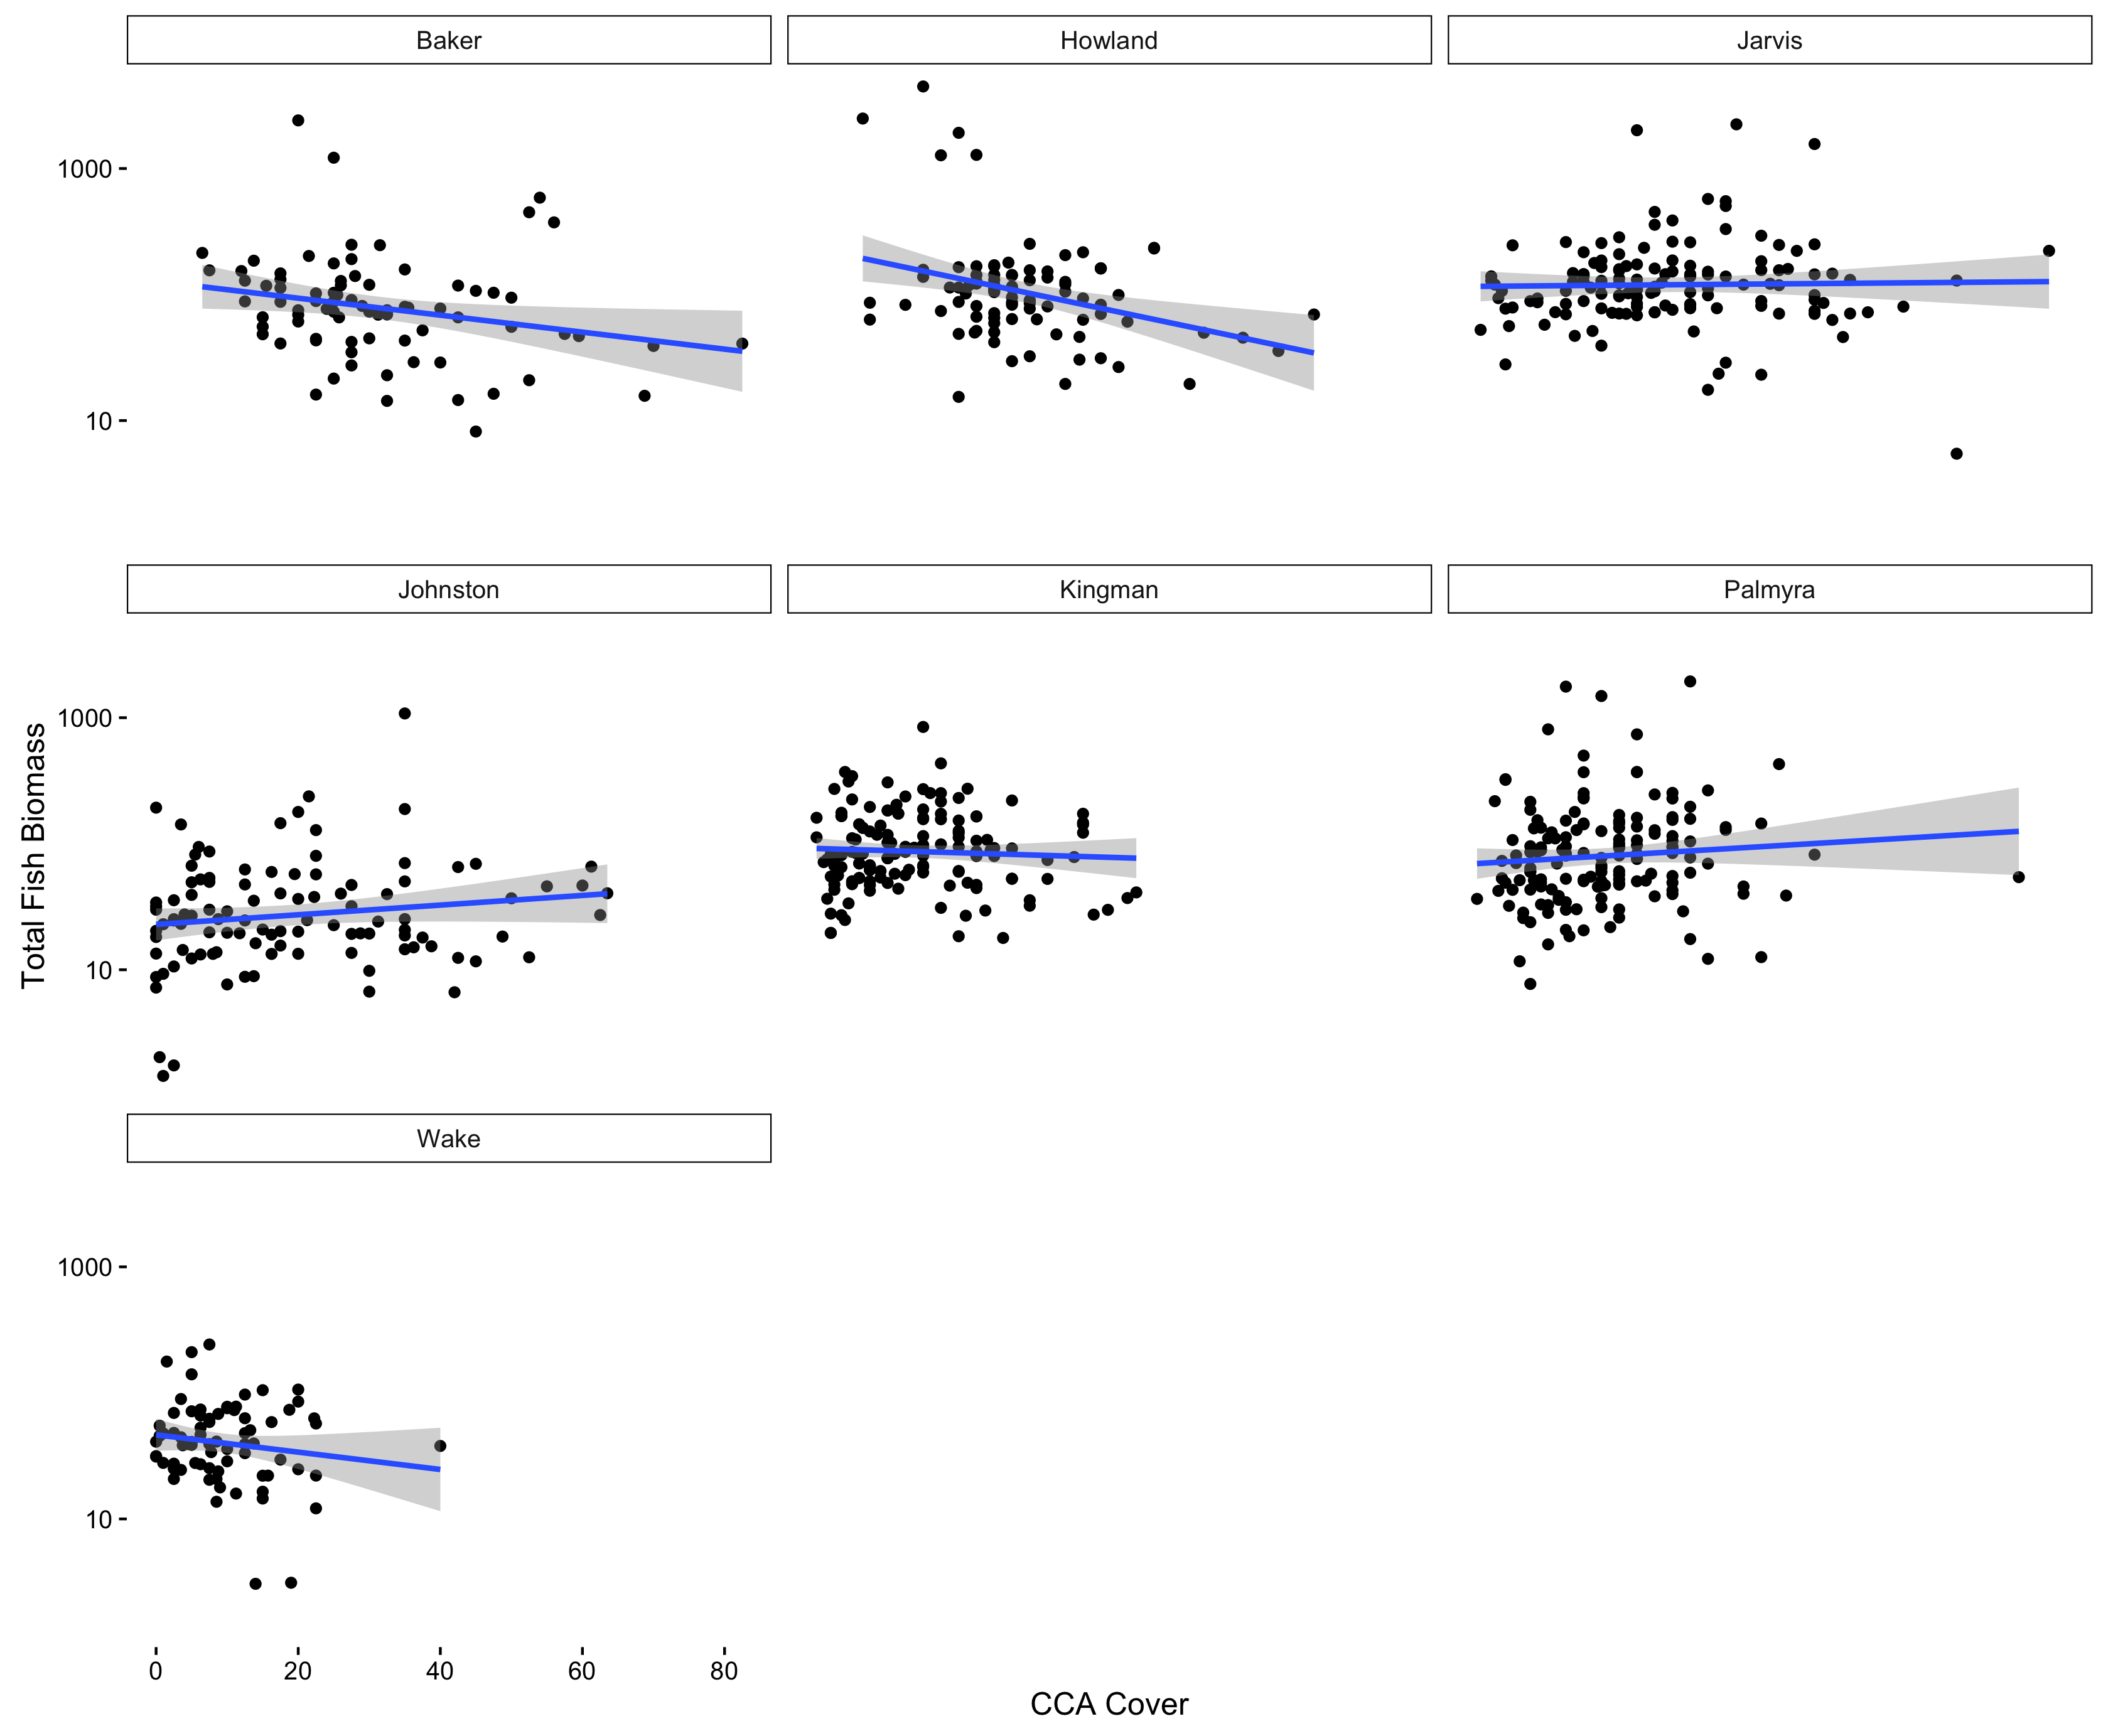 Baker Howland Jarvis
1000
10
Johnston Kingman Palmyra
1000
10
Total Fish Biomass
Wake
1000
10
0 20 40 60 80
CCA Cover